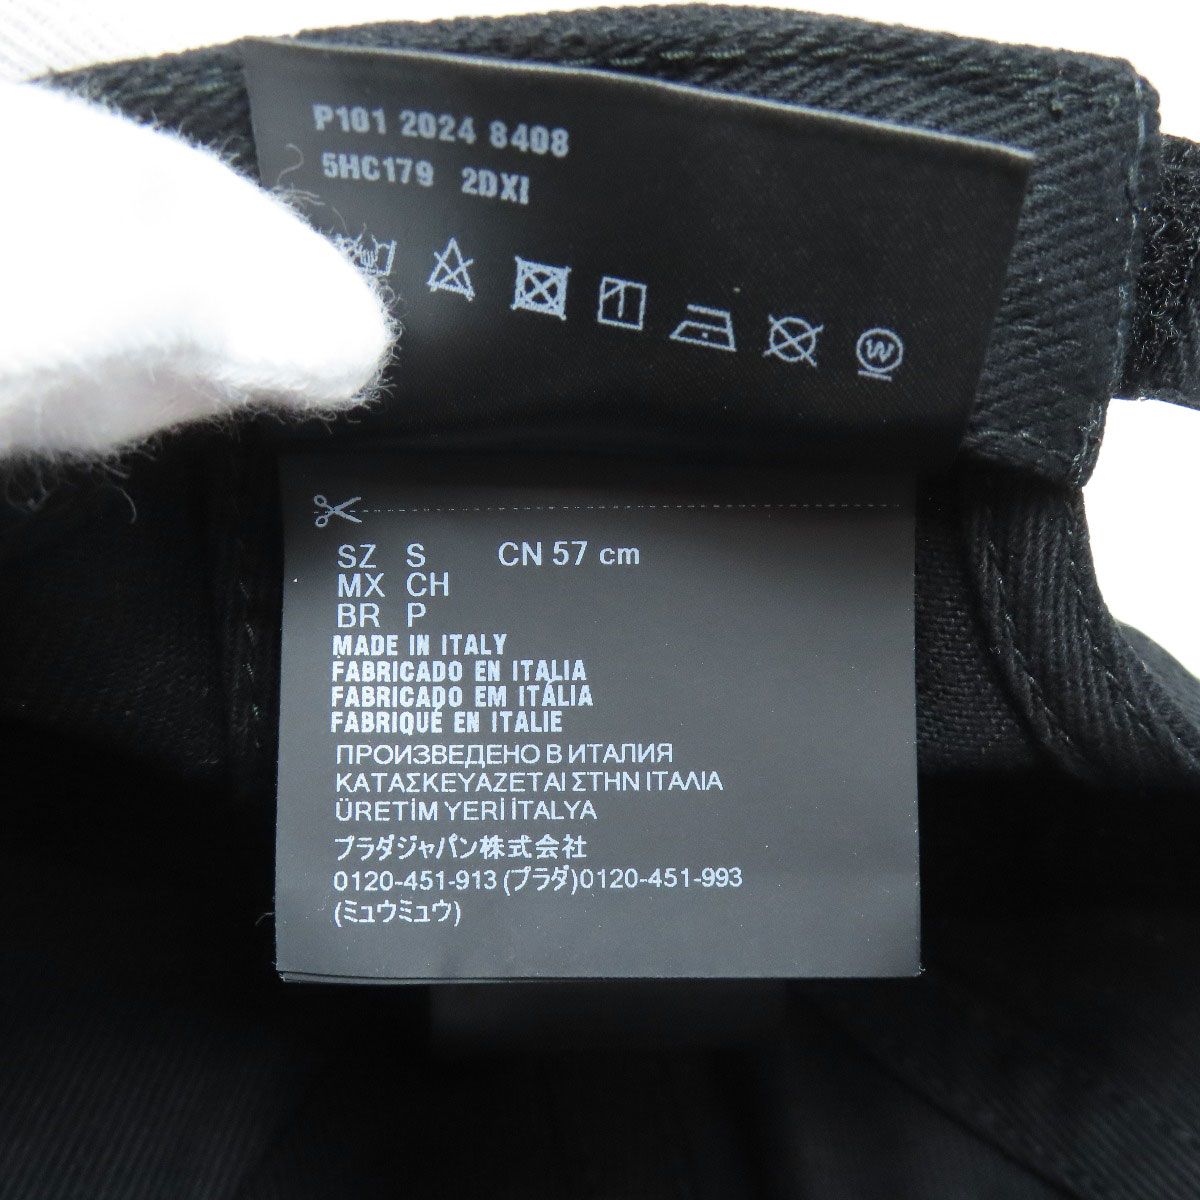 P101 2024 8408
5HC179 2DXI
W
SZ S CN 57 cm
MX CH
BR P
MADE IN ITALY
FABRICADO EN ITALIA
FABRICADO EM ITÁLIA
FABRIQUÉ EN ITALIE
ПРОИЗВЕДЕНО В ИТАЛИЯ
ΚΑΤΑΣΚΕΥΑΖΕΤΑΙ ΣΤΗΝ ΙΤΑΛΙΑ
ÜRETİM YERİ İTALYA
プラダジャパン株式会社
0120-451-913 (プラダ)0120-451-993
(ミュウミュウ)